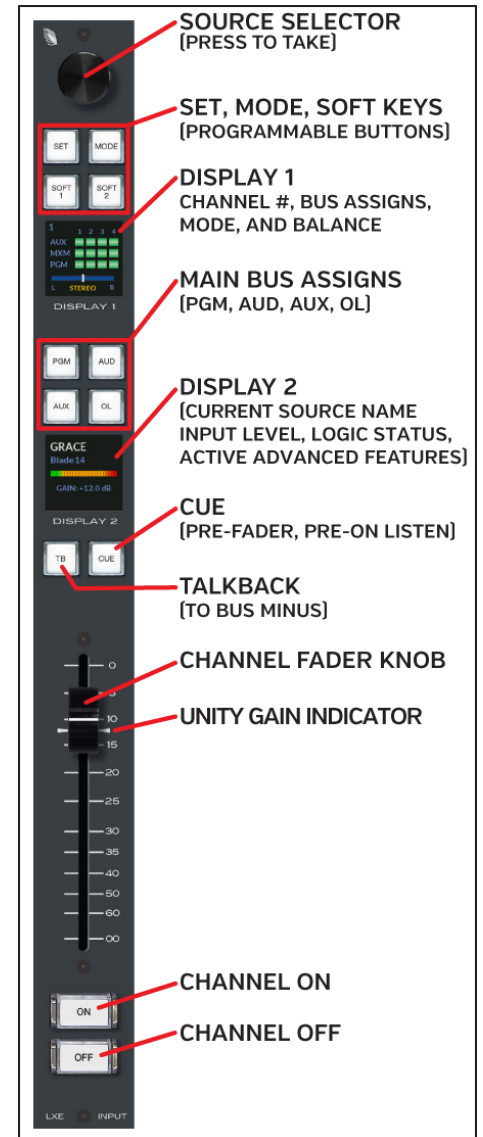 SOURCE SELECTOR
(PRESS TO TAKE)
SET, MODE, SOFT KEYS
(PROGRAMMABLE BUTTONS)
SET MODE
SOFT 1 SOFT 2
DISPLAY 1
CHANNEL #, BUS ASSIGNS,
MODE, AND BALANCE
1
1 2 3 4
AUX
MXM
PGM
L STEREO R
DISPLAY 1
MAIN BUS ASSIGNS
(PGM, AUD, AUX, OL)
PGM AUD
AUX OL
DISPLAY 2
(CURRENT SOURCE NAME
INPUT LEVEL, LOGIC STATUS,
ACTIVE ADVANCED FEATURES)
GRACE
Blade14
GAIN: +12.0 dB
DISPLAY 2
CUE
(PRE-FADER, PRE-ON LISTEN)
TB CUE
TALKBACK
(TO BUS MINUS)
CHANNEL FADER KNOB
UNITY GAIN INDICATOR
0
5
10
15
20
25
30
35
40
50
60
00
CHANNEL ON
ON
CHANNEL OFF
OFF
LXE INPUT